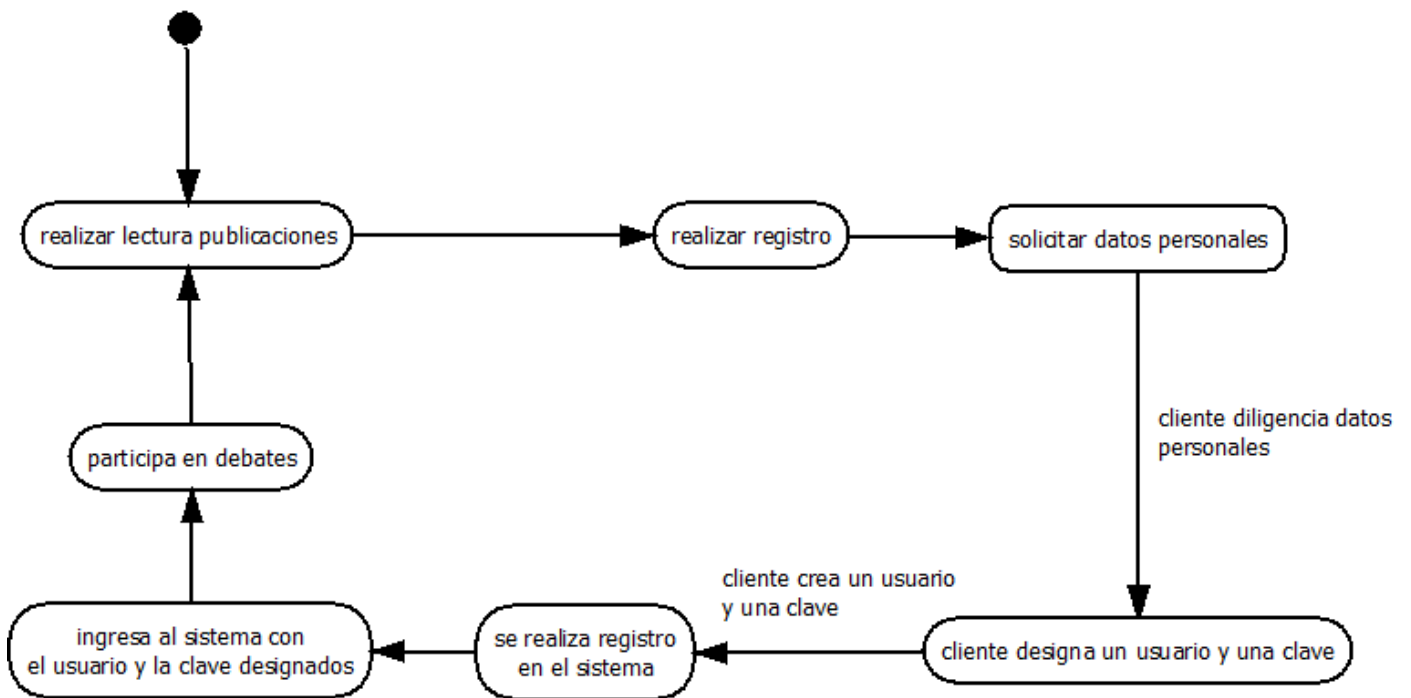 realizar lectura publicaciones
realizar registro
solicitar datos personales
cliente diligencia datos
personales
participa en debates
cliente crea un usuario
y una clave
ingresa al sistema con
el usuario y la clave designados
se realiza registro
en el sistema
cliente designa un usuario y una clave